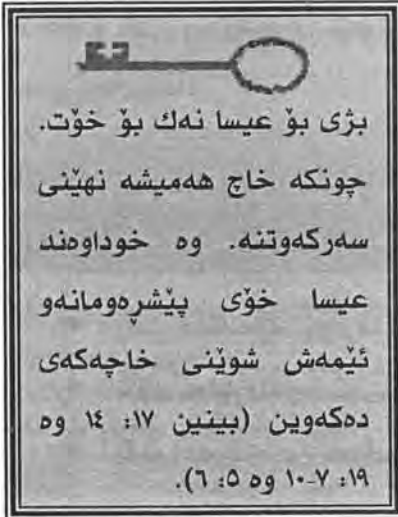 بژی بۆ عیسا نەك بۆ خۆت.
چونکە خاچ هەمیشە نهێنی
سەرکەوتنە. وە خوداوەند
عیسا خۆی پێشڕەومانەو
ئێمەش شوێنی خاچەکەی
دەکەوین (بینین ١٧: ١٤ وە
١٩: ٧-١٠ وە ٥: ٦).